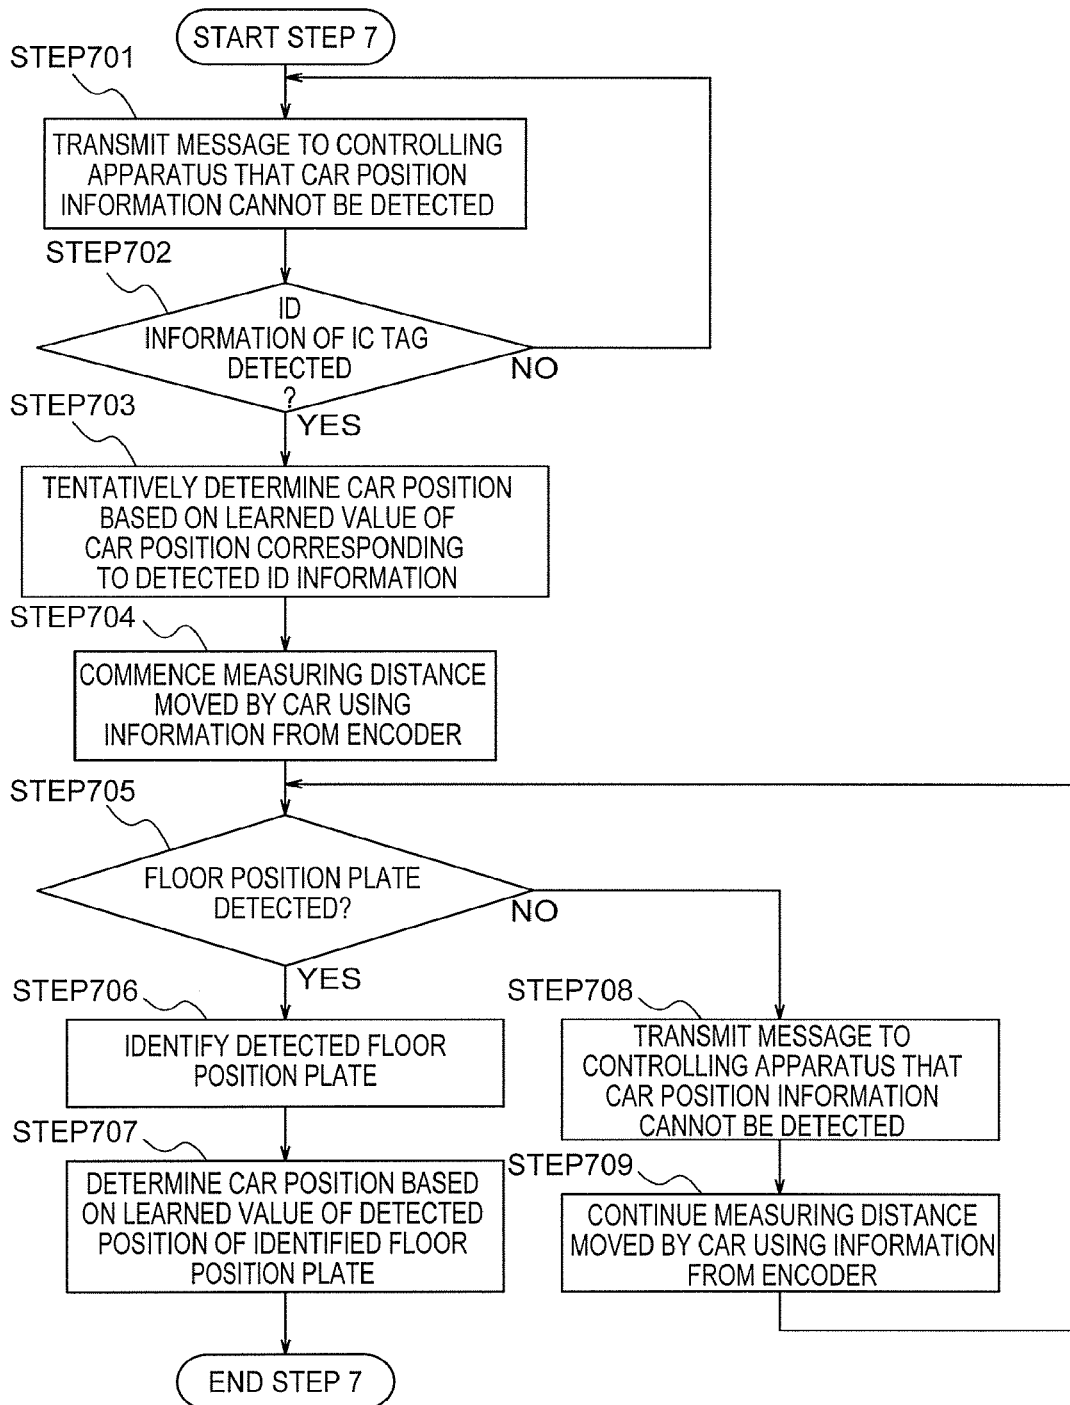 START STEP 7
STEP701
TRANSMIT MESSAGE TO CONTROLLING
APPARATUS THAT CAR POSITION
INFORMATION CANNOT BE DETECTED
STEP702
ID
INFORMATION OF IC TAG
DETECTED
?
NO
YES
STEP703
TENTATIVELY DETERMINE CAR POSITION
BASED ON LEARNED VALUE OF
CAR POSITION CORRESPONDING
TO DETECTED ID INFORMATION
STEP704
COMMENCE MEASURING DISTANCE
MOVED BY CAR USING
INFORMATION FROM ENCODER
STEP705
FLOOR POSITION PLATE
DETECTED?
NO
YES
STEP706
IDENTIFY DETECTED FLOOR
POSITION PLATE
STEP707
DETERMINE CAR POSITION BASED
ON LEARNED VALUE OF DETECTED
POSITION OF IDENTIFIED FLOOR
POSITION PLATE
STEP708
TRANSMIT MESSAGE TO
CONTROLLING APPARATUS THAT
CAR POSITION INFORMATION
CANNOT BE DETECTED
STEP709
CONTINUE MEASURING DISTANCE
MOVED BY CAR USING INFORMATION
FROM ENCODER
END STEP 7